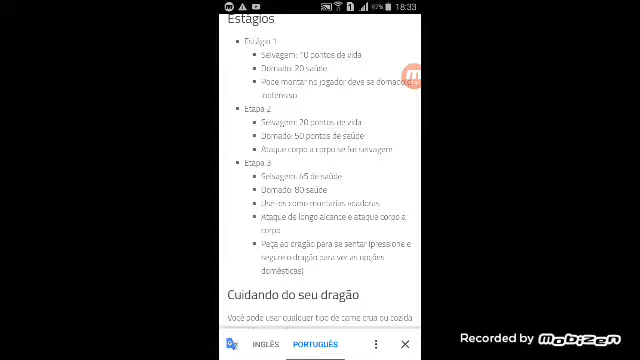 87% 18:33
Estágios
Estágio 1
Selvagem: 10 pontos de vida
Domado: 20 saúde
Pode montar no jogador deve se domado e
inofensivo
Etapa 2
Selvagem: 20 pontos de vida
Domado: 50 pontos de saúde
Ataque corpo a corpo se for selvagem
Etapa 3
Selvagem: 45 de saúde
Domado: 80 saúde
Use-os como montarias voadoras
Ataque de longo alcance e ataque corpo a
corpo
Peça ao dragão para se sentar (pressione e
segure o dragão para ver as opções
domésticas)
Cuidando do seu dragão
Você pode usar qualquer tipo de carne crua ou cozida
INGLÊS PORTUGUÊS
Recorded by Mobizen